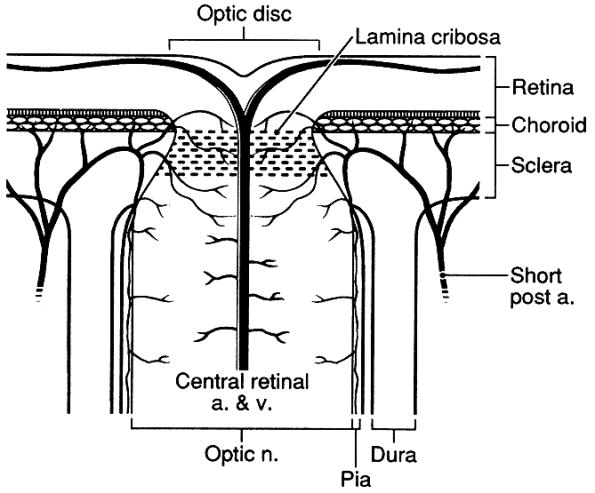 Optic disc
Lamina cribosa
Retina
Choroid
Sclera
Short
post a.
Central retinal
a. & v.
Optic n.
Dura
Pia